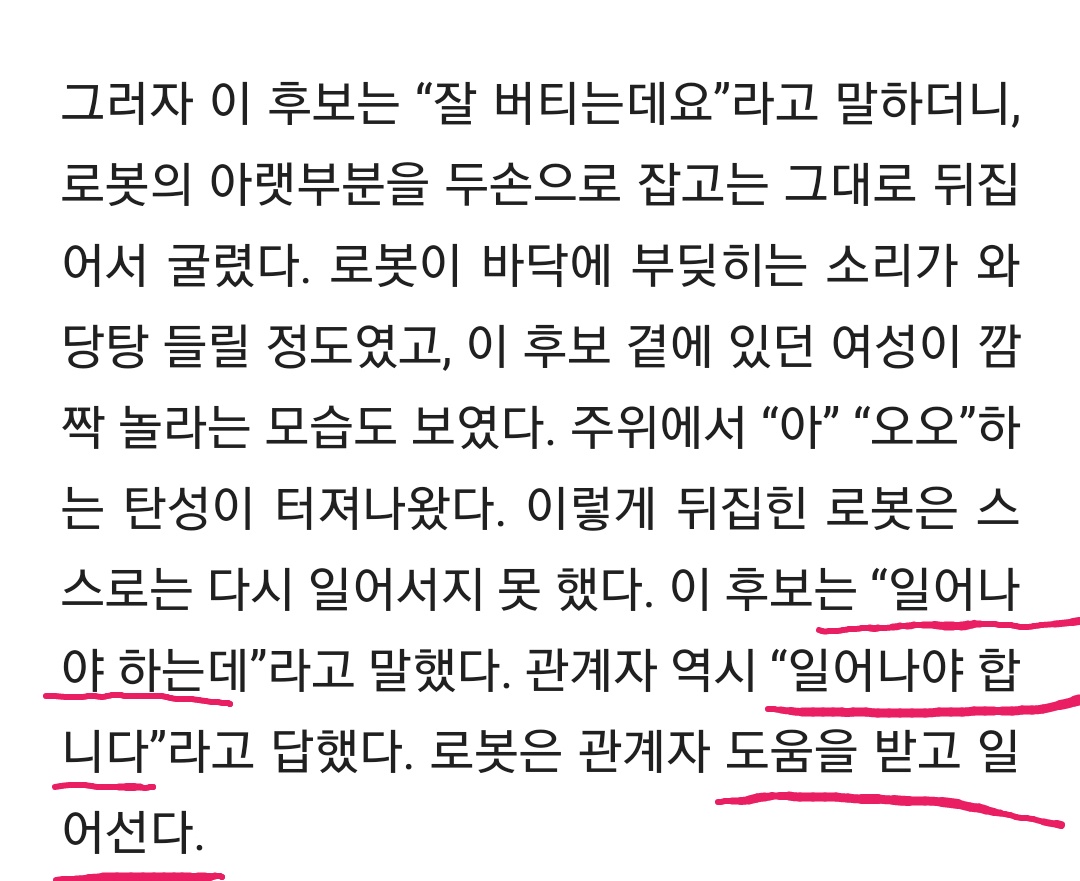 그러자 이 후보는 “잘 버티는데요”라고 말하더니,
로봇의 아랫부분을 두손으로 잡고는 그대로 뒤집
어서 굴렸다. 로봇이 바닥에 부딪히는 소리가 와
당탕 들릴 정도였고, 이 후보 곁에 있던 여성이 깜
짝 놀라는 모습도 보였다. 주위에서 “아” “오오”하
는 탄성이 터져나왔다. 이렇게 뒤집힌 로봇은 스
스로는 다시 일어서지 못 했다. 이 후보는 “일어나
야 하는데”라고 말했다. 관계자 역시 “일어나야 합
니다”라고 답했다. 로봇은 관계자 도움을 받고 일
어선다.